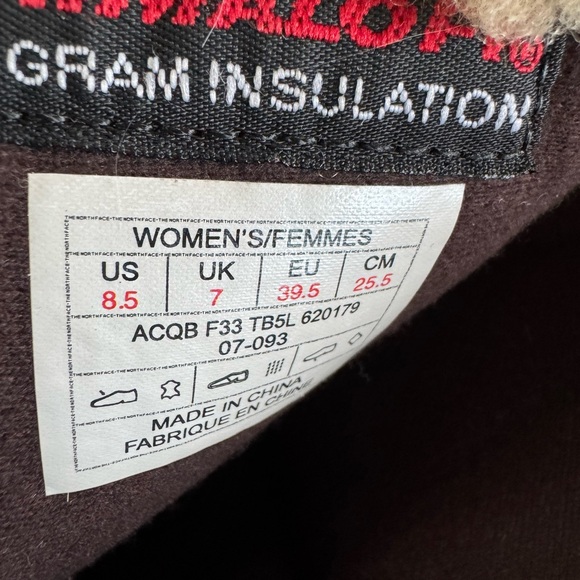 GRAM INSULATION
WOMEN'S/FEMMES
US UK EU CM
8.5 7 39.5 25.5
ACQB F33 TB5L 620179
07-093
MADE IN CHINA
FABRIQUE EN CHINE